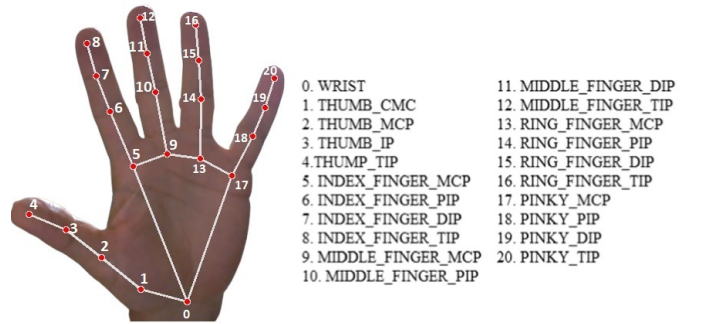 12
16
8
11
15
20
7
10
14
19
6
18
9
5
13
17
4
3
2
1
0
0. WRIST
1. THUMB_CMC
2. THUMB_MCP
3. THUMB_IP
4.THUMP_TIP
5. INDEX_FINGER_MCP
6. INDEX_FINGER_PIP
7. INDEX_FINGER_DIP
8. INDEX_FINGER_TIP
9. MIDDLE_FINGER_MCP
10. MIDDLE_FINGER_PIP
11. MIDDLE_FINGER_DIP
12. MIDDLE_FINGER_TIP
13. RING_FINGER_MCP
14. RING_FINGER_PIP
15. RING_FINGER_DIP
16. RING_FINGER_TIP
17. PINKY_MCP
18. PINKY_PIP
19. PINKY_DIP
20. PINKY_TIP